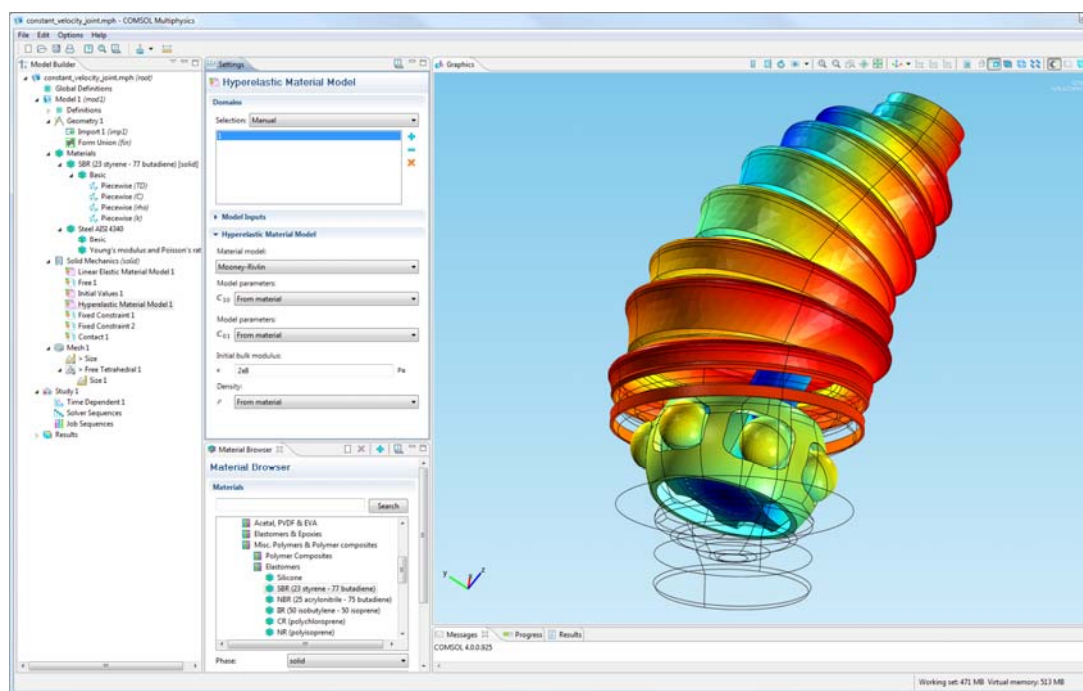 constant_velocity_joint.mph - COMSOL Multiphysics
File Edit Options Help
Model Builder
constant_velocity_joint.mph (root)
Global Definitions
Model 1 (mod1)
Definitions
Geometry 1
Import 1 (imp1)
Form Union (fin)
Materials
SBR (23 styrene - 77 butadiene) [solid]
Basic
Piecewise (TD)
Piecewise (C)
Piecewise (rho)
Piecewise (k)
Steel AISI 4340
Basic
Young's modulus and Poisson's rat
Solid Mechanics (solid)
Linear Elastic Material Model 1
Free 1
Initial Values 1
Hyperelastic Material Model 1
Fixed Constraint 1
Fixed Constraint 2
Contact 1
Mesh 1
Size
Free Tetrahedral 1
Size 1
Study 1
Time Dependent 1
Solver Sequences
Job Sequences
Results
Settings
Hyperelastic Material Model
Domains
Selection: Manual
1
Model Inputs
Hyperelastic Material Model
Material model:
Mooney-Rivlin
Model parameters:
C10 From material
Model parameters:
C01 From material
Initial bulk modulus:
κ 2e8 Pa
Density:
ρ From material
Material Browser
Material Browser
Materials
Search
Acetal, PVDF & EVA
Elastomers & Epoxies
Misc. Polymers & Polymer composites
Polymer Composites
Elastomers
Silicone
SBR (23 styrene - 77 butadiene)
NBR (25 acrylonitrile - 75 butadiene)
IIR (50 isobutylene - 50 isoprene)
CR (polychloroprene)
NR (polyisoprene)
Phase: solid
Graphics
y x z
Messages Progress Results
COMSOL 4.0.0.925
Working set: 471 MB Virtual memory: 513 MB